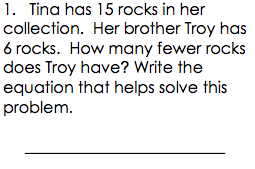 1. Tina has 15 rocks in her
collection. Her brother Troy has
6 rocks. How many fewer rocks
does Troy have? Write the
equation that helps solve this
problem.